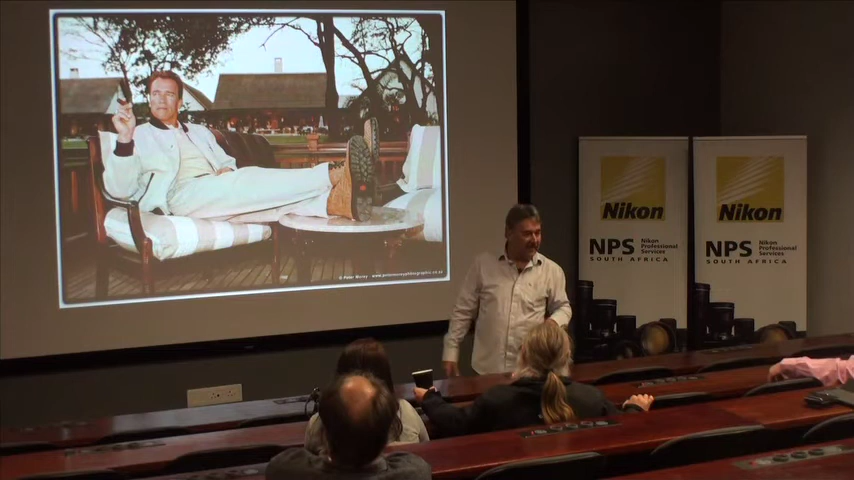 Nikon
NPS Nikon
Professional
Services
SOUTH AFRICA
Nikon
NPS Nikon
Professional
Services
SOUTH AFRICA